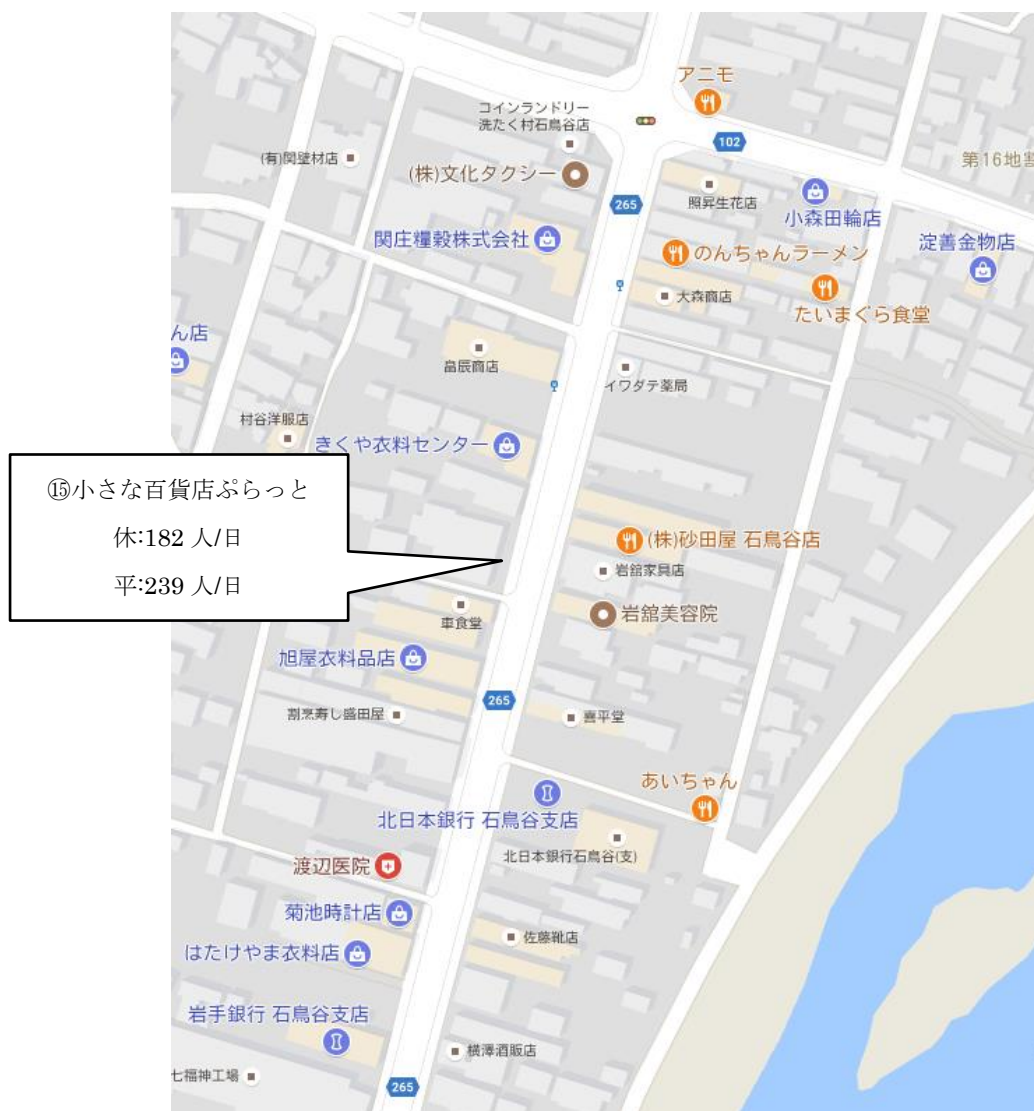 アニモ
コインランドリー
洗たく村石鳥谷店
102
(有)関壁材店
第16地割
(株)文化タクシー
照昇生花店
265
小森田輪店
関庄糧穀株式会社
淀善金物店
のんちゃんラーメン
大森商店
たいまぐら食堂
ん店
畠辰商店
イワダテ薬局
村谷洋服店
きくや衣料センター
⑮小さな百貨店ぷらっと
休:182 人/日
平:239 人/日
(株)砂田屋 石鳥谷店
岩舘家具店
車食堂
岩舘美容院
旭屋衣料品店
265
割烹寿し盛田屋
喜平堂
あいちゃん
北日本銀行 石鳥谷支店
北日本銀行石鳥谷(支)
渡辺医院
菊池時計店
佐藤靴店
はたけやま衣料店
岩手銀行 石鳥谷支店
横澤酒販店
七福神工場
265